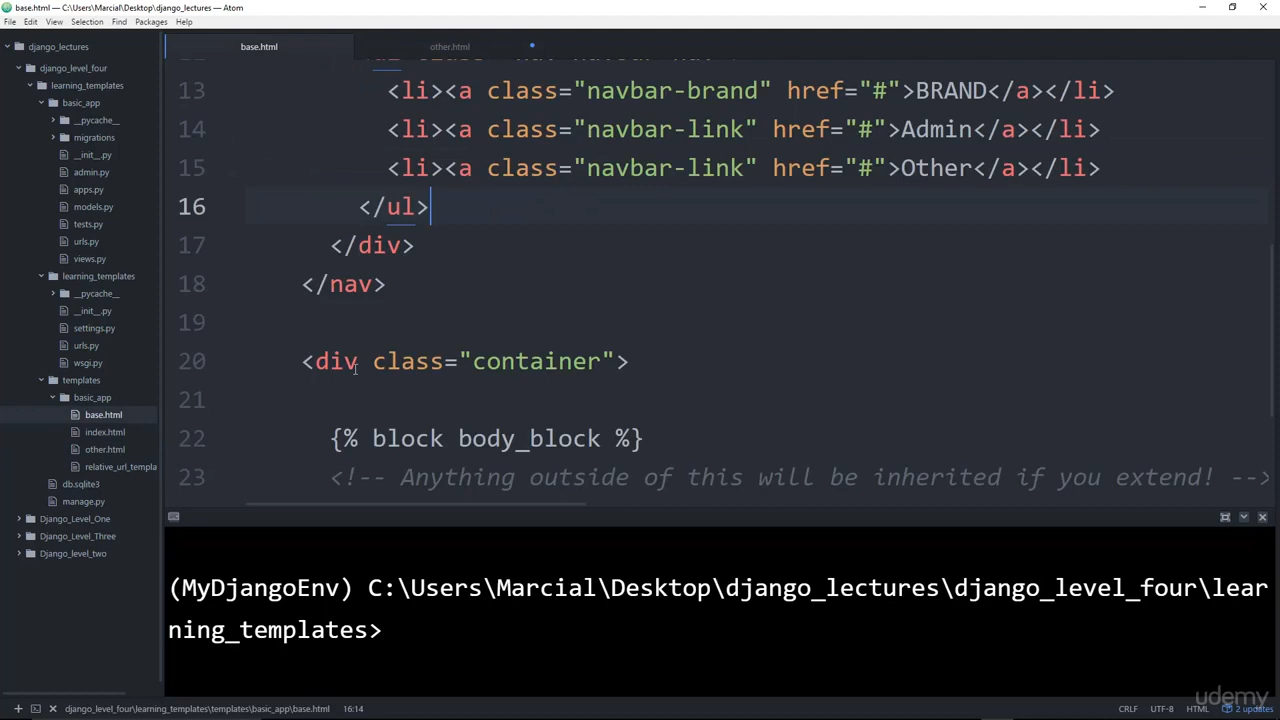 base.html — C:\Users\Marcial\Desktop\django_lectures — Atom
File Edit View Selection Find Packages Help
django_lectures
django_level_four
learning_templates
basic_app
__pycache__
migrations
__init__.py
admin.py
apps.py
models.py
tests.py
urls.py
views.py
learning_templates
__pycache__
__init__.py
settings.py
urls.py
wsgi.py
templates
basic_app
base.html
index.html
other.html
relative_url_templa
db.sqlite3
manage.py
Django_Level_One
Django_Level_Three
Django_level_two
base.html other.html
13 <li><a class="navbar-brand" href="#">BRAND</a></li>
14 <li><a class="navbar-link" href="#">Admin</a></li>
15 <li><a class="navbar-link" href="#">Other</a></li>
16 </ul>
17 </div>
18 </nav>
19
20 <div class="container">
21
22 {% block body_block %}
23 <!-- Anything outside of this will be inherited if you extend! -->
(MyDjangoEnv) C:\Users\Marcial\Desktop\django_lectures\django_level_four\lear
ning_templates>
udemy
django_level_four\learning_templates\templates\basic_app\base.html 16:14 CRLF UTF-8 HTML 2 updates